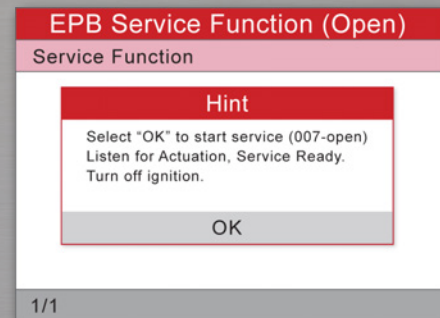 EPB Service Function (Open)
Service Function
Hint
Select “OK” to start service (007-open)
Listen for Actuation, Service Ready.
Turn off ignition.
OK
1/1